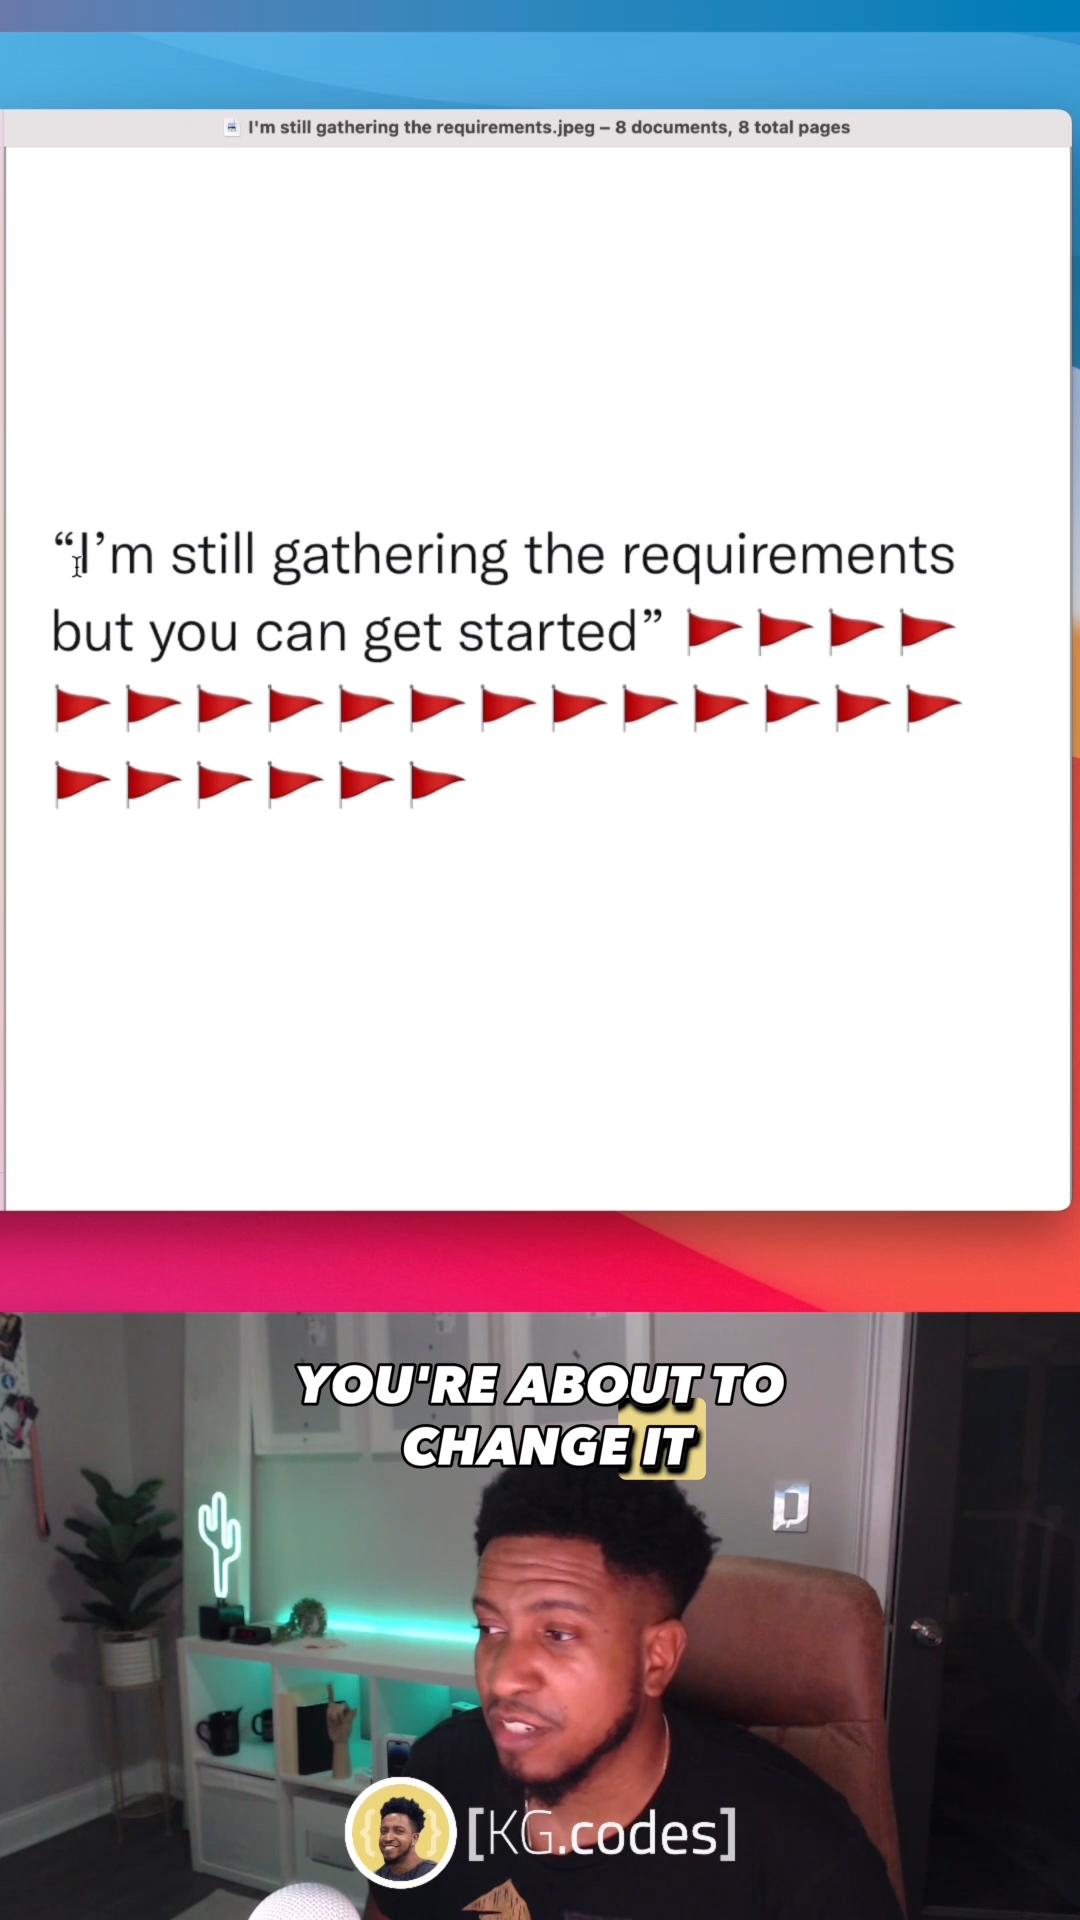 I'm still gathering the requirements.jpeg – 8 documents, 8 total pages
“I’m still gathering the requirements
but you can get started” 🚩🚩🚩🚩
🚩🚩🚩🚩🚩🚩🚩🚩🚩🚩🚩🚩🚩
🚩🚩🚩🚩🚩🚩
YOU'RE ABOUT TO
CHANGE IT
{ }
[KG.codes]